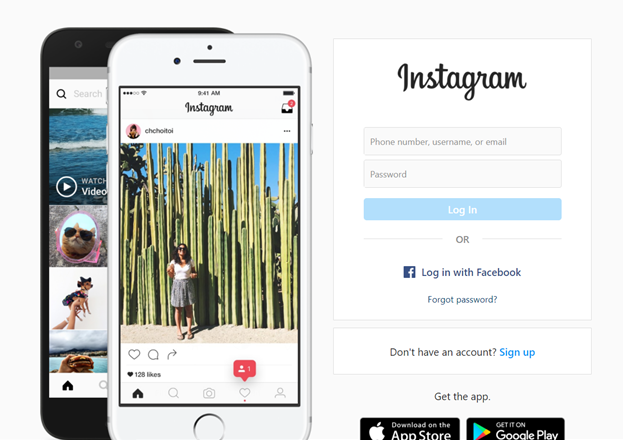 Search
WATCH
Video
9:41 AM
Instagram
2
chchoitoi
128 likes
1
Instagram
Phone number, username, or email
Password
Log In
OR
Log in with Facebook
Forgot password?
Don't have an account? Sign up
Get the app.
Download on the
App Store
GET IT ON
Google Play